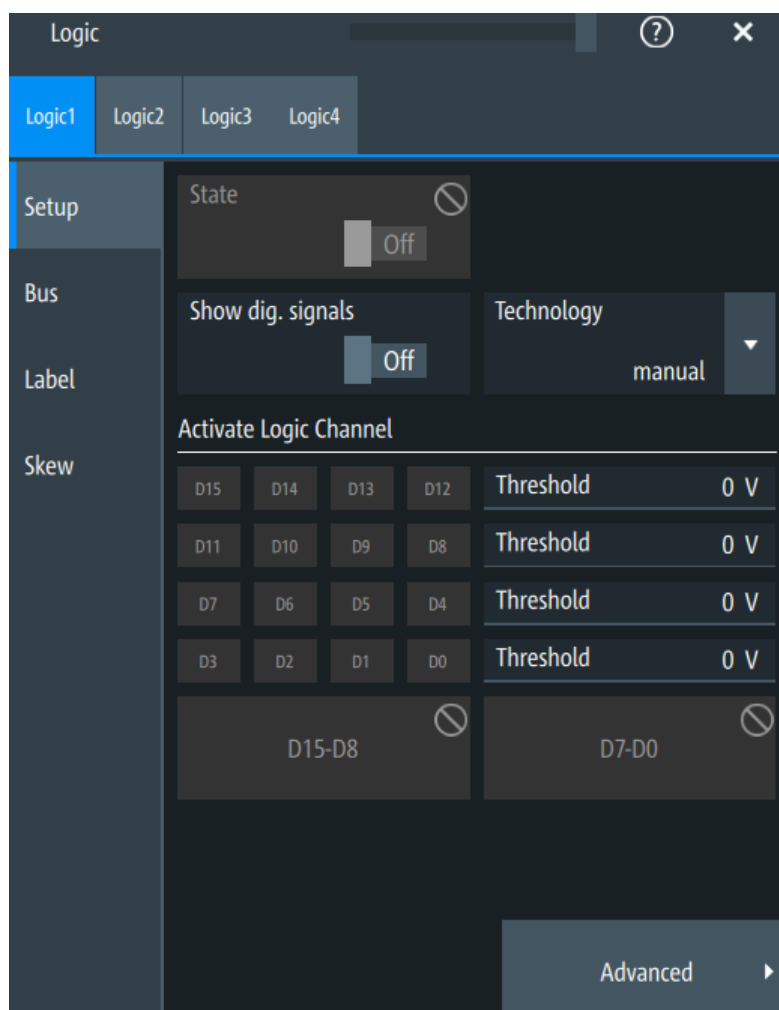 Logic
?
Logic1 Logic2 Logic3 Logic4
Setup
Bus
Label
Skew
State
Off
Show dig. signals
Off
Technology
manual
Activate Logic Channel
D15 D14 D13 D12 Threshold 0 V
D11 D10 D9 D8 Threshold 0 V
D7 D6 D5 D4 Threshold 0 V
D3 D2 D1 D0 Threshold 0 V
D15-D8 D7-D0
Advanced